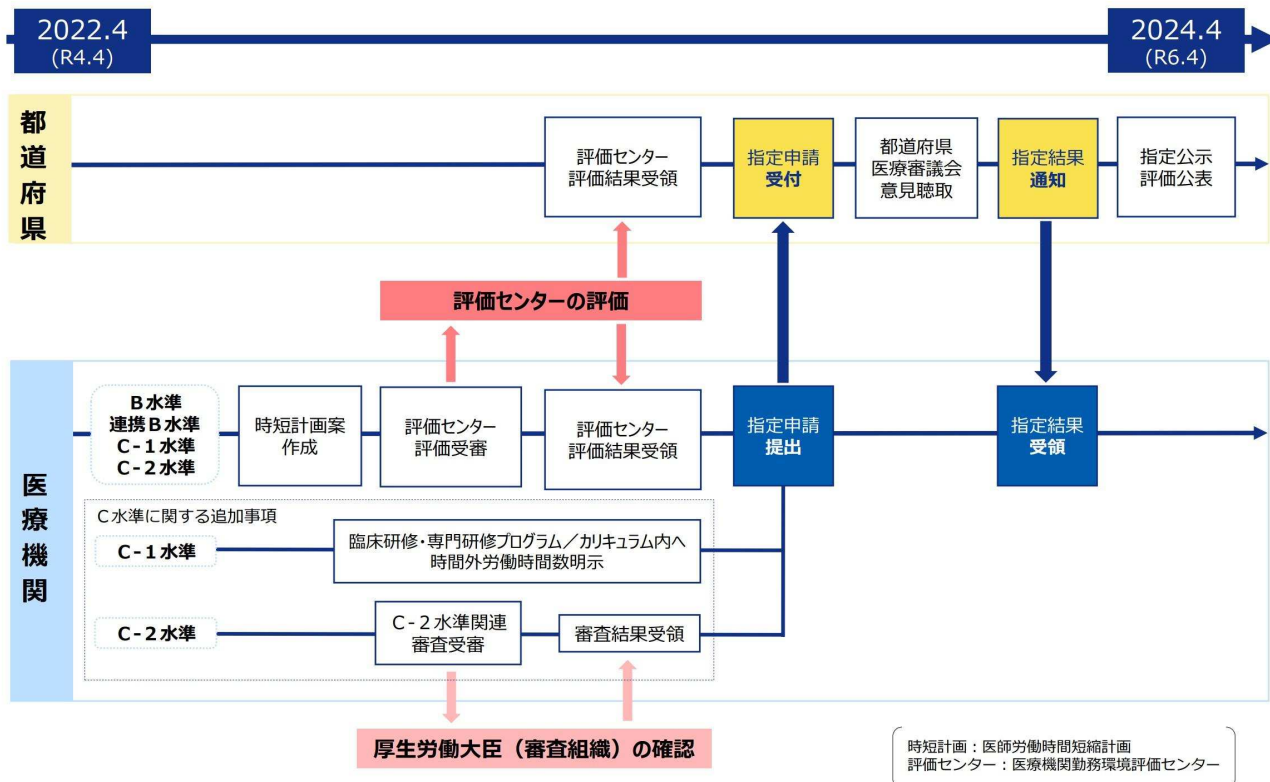 2022.4
(R4.4)
2024.4
(R6.4)
都道府県
評価センター
評価結果受領
指定申請
受付
都道府県
医療審議会
意見聴取
指定結果
通知
指定公示
評価公表
評価センターの評価
医療機関
B水準
連携B水準
C-1水準
C-2水準
時短計画案
作成
評価センター
評価受審
評価センター
評価結果受領
指定申請
提出
指定結果
受領
C水準に関する追加事項
C-1水準
臨床研修・専門研修プログラム／カリキュラム内へ
時間外労働時間数明示
C-2水準
C-2水準関連
審査受審
審査結果受領
厚生労働大臣（審査組織）の確認
時短計画：医師労働時間短縮計画
評価センター：医療機関勤務環境評価センター